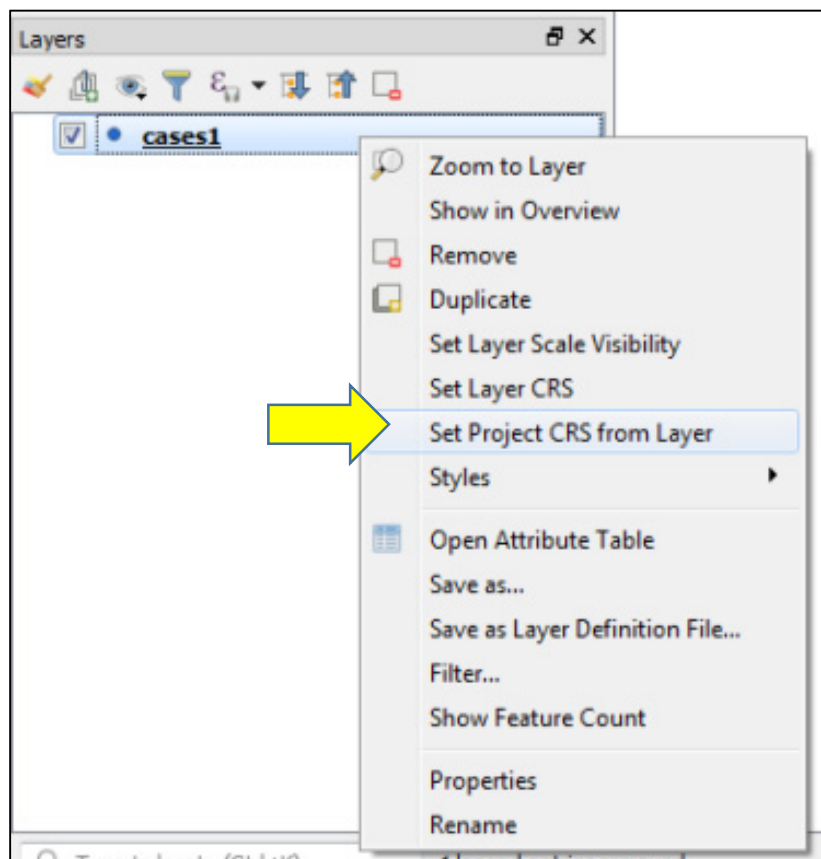 Layers
cases1
Zoom to Layer
Show in Overview
Remove
Duplicate
Set Layer Scale Visibility
Set Layer CRS
Set Project CRS from Layer
Styles
Open Attribute Table
Save as...
Save as Layer Definition File...
Filter...
Show Feature Count
Properties
Rename